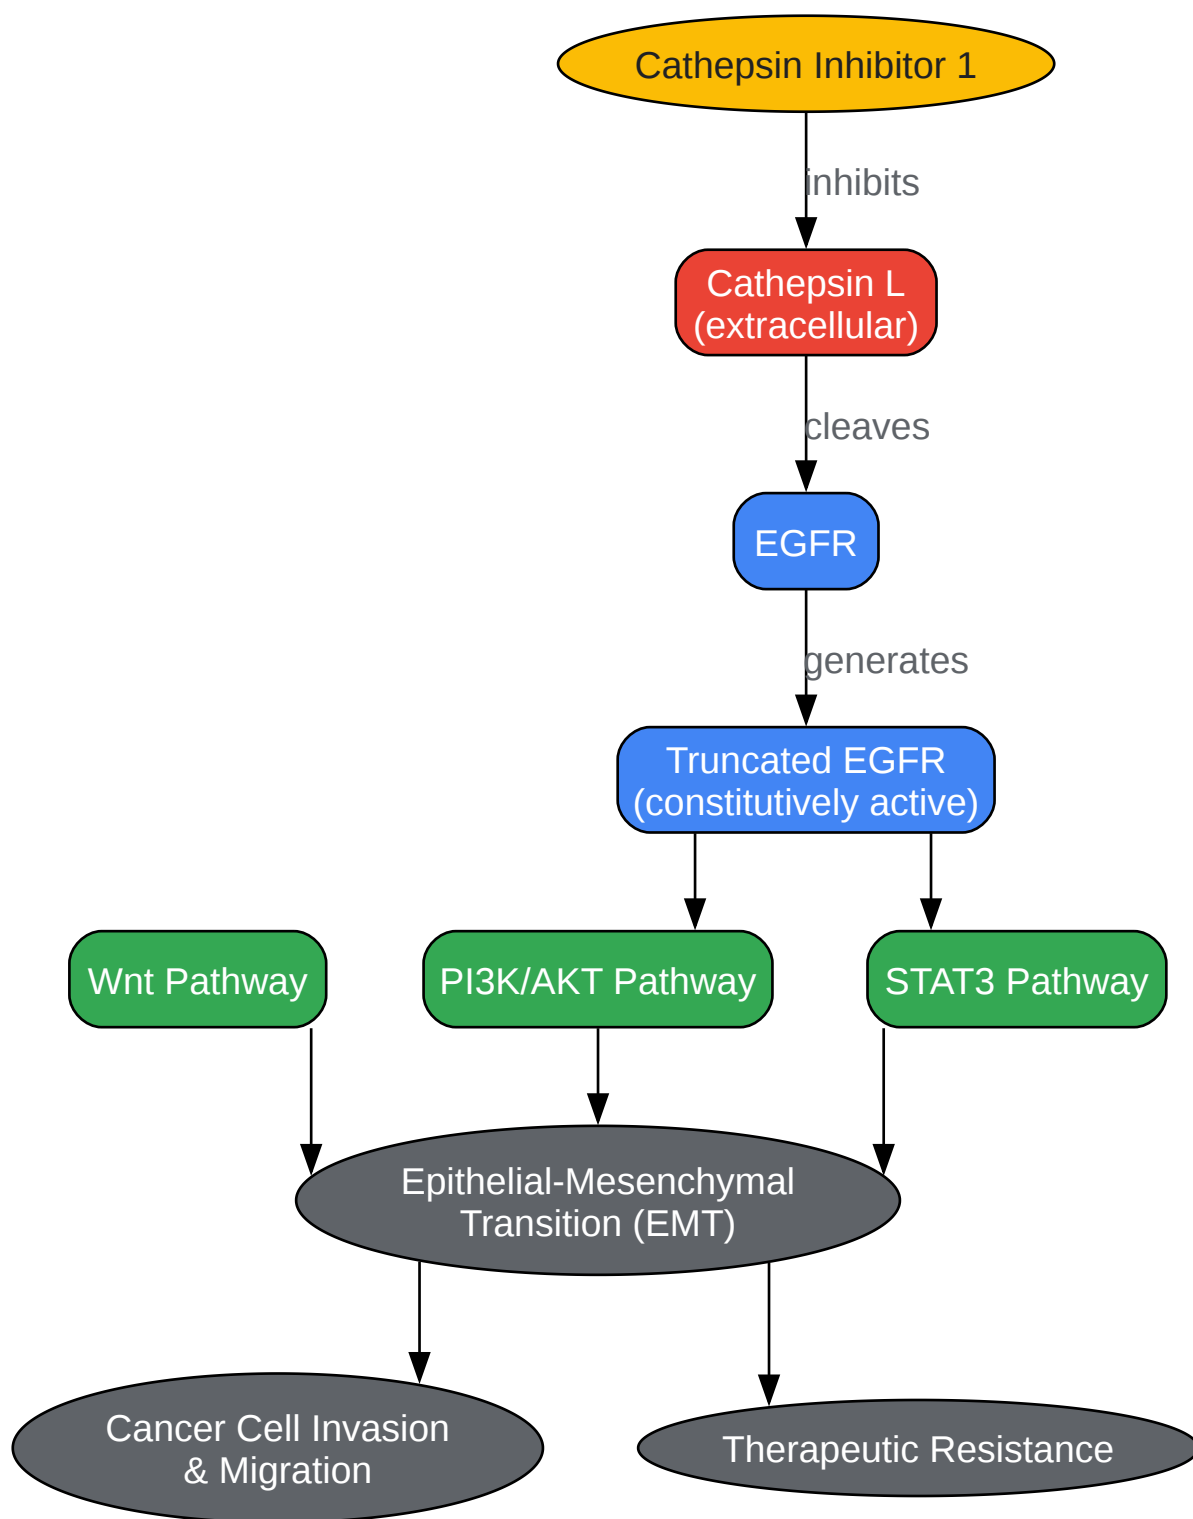 Cathepsin Inhibitor 1
inhibits
Cathepsin L
(extracellular)
cleaves
EGFR
generates
Truncated EGFR
(constitutively active)
Wnt Pathway
PI3K/AKT Pathway
STAT3 Pathway
Epithelial-Mesenchymal
Transition (EMT)
Cancer Cell Invasion
& Migration
Therapeutic Resistance